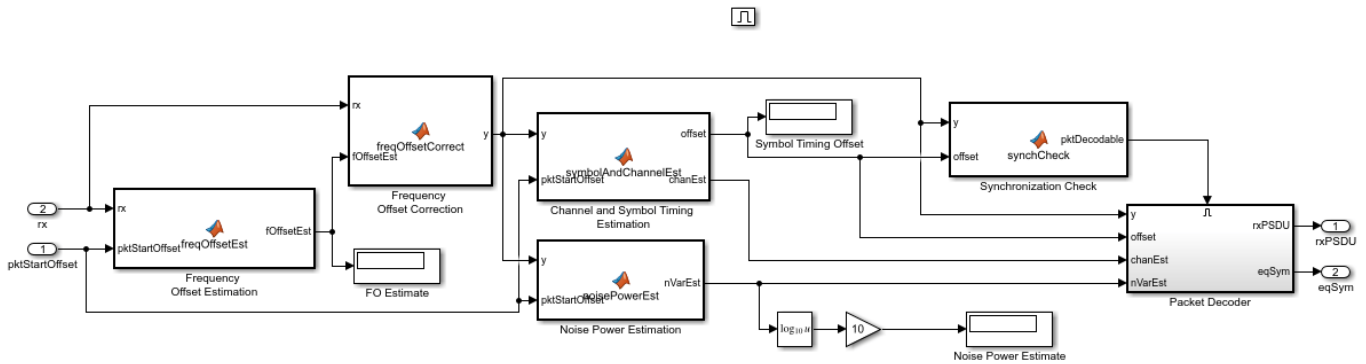 rx
fOffsetEst
freqOffsetCorrect
y
Frequency
Offset Correction
y
pktStartOffset
symbolAndChannelEst
offset
chanEst
Channel and Symbol Timing
Estimation
Symbol Timing Offset
y
offset
synchCheck
pktDecodable
Synchronization Check
2
rx
1
pktStartOffset
rx
pktStartOffset
freqOffsetEst
fOffsetEst
Frequency
Offset Estimation
FO Estimate
y
pktStartOffset
noisePowerEst
nVarEst
Noise Power Estimation
log10 u
10
Noise Power Estimate
y
offset
chanEst
nVarEst
rxPSDU
eqSym
Packet Decoder
1
rxPSDU
2
eqSym